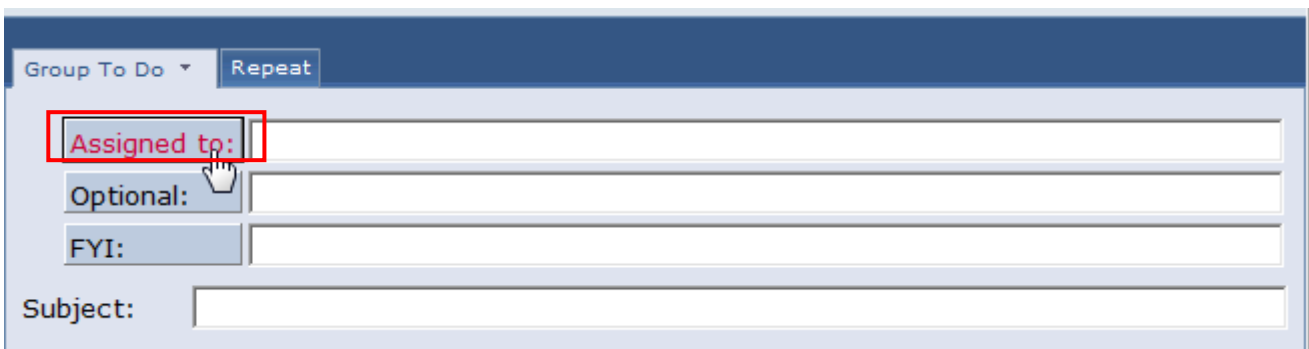 Group To Do Repeat
Assigned to:
Optional:
FYI:
Subject: